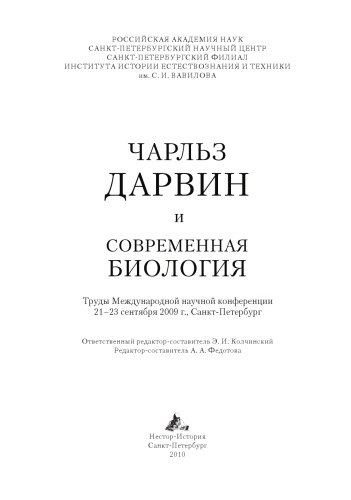 РОССИЙСКАЯ АКАДЕМИЯ НАУК
САНКТ-ПЕТЕРБУРГСКИЙ НАУЧНЫЙ ЦЕНТР
САНКТ-ПЕТЕРБУРГСКИЙ ФИЛИАЛ
ИНСТИТУТА ИСТОРИИ ЕСТЕСТВОЗНАНИЯ И ТЕХНИКИ
им. С. И. ВАВИЛОВА
ЧАРЛЬЗ
ДАРВИН
и
СОВРЕМЕННАЯ
БИОЛОГИЯ
Труды Международной научной конференции
21–23 сентября 2009 г., Санкт-Петербург
Ответственный редактор-составитель Э. И. Колчинский
Редактор-составитель А. А. Федотова
Нестор-История
Санкт-Петербург
2010